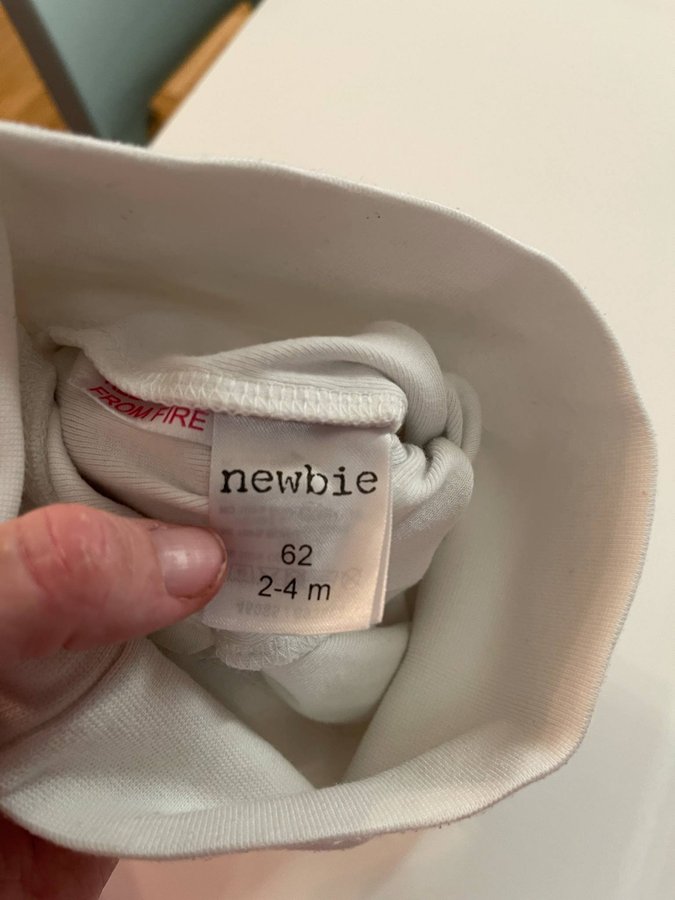 FROM FIRE
newbie
62
2-4 m